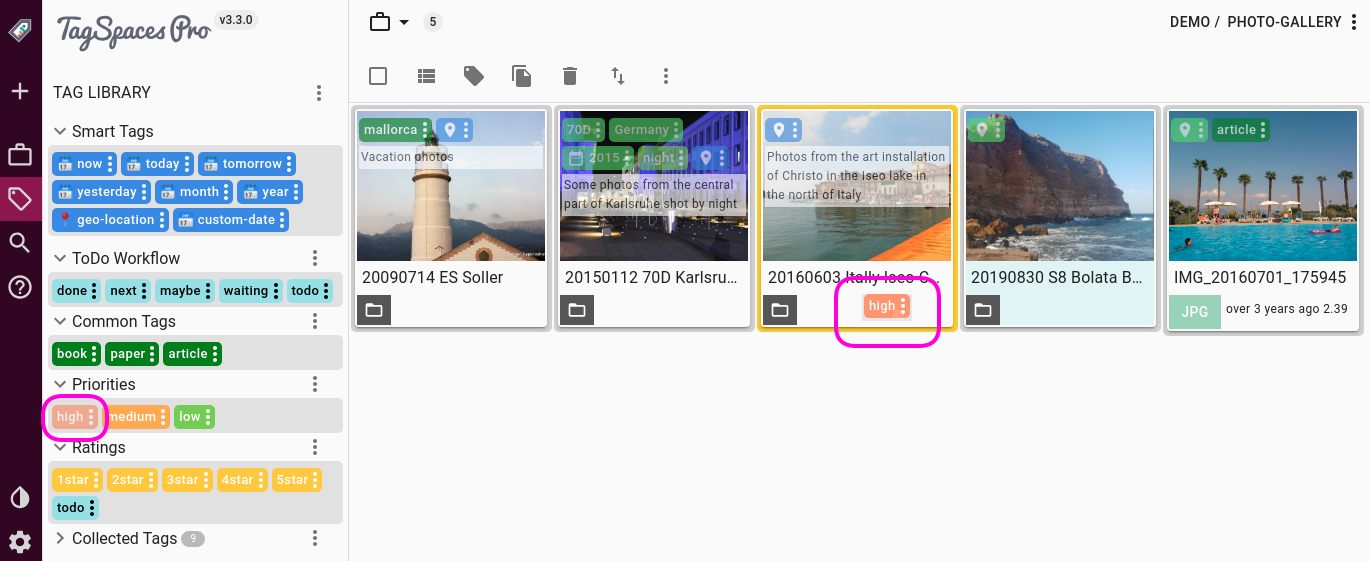 TagSpaces Pro v3.3.0
TAG LIBRARY
Smart Tags
now today tomorrow
yesterday month year
geo-location custom-date
ToDo Workflow
done next maybe waiting todo
Common Tags
book paper article
Priorities
high medium low
Ratings
1star 2star 3star 4star 5star
todo
Collected Tags 9
5
DEMO / PHOTO-GALLERY
mallorca
Vacation photos
20090714 ES Soller
70D Germany
2015 night
Some photos from the central
part of Karlsruhe shot by night
20150112 70D Karlsru...
Photos from the art installation
of Christo in the iseo lake in
the north of Italy
20160603 Itally Iseo C...
high
20190830 S8 Bolata B...
article
IMG_20160701_175945
JPG over 3 years ago 2.39